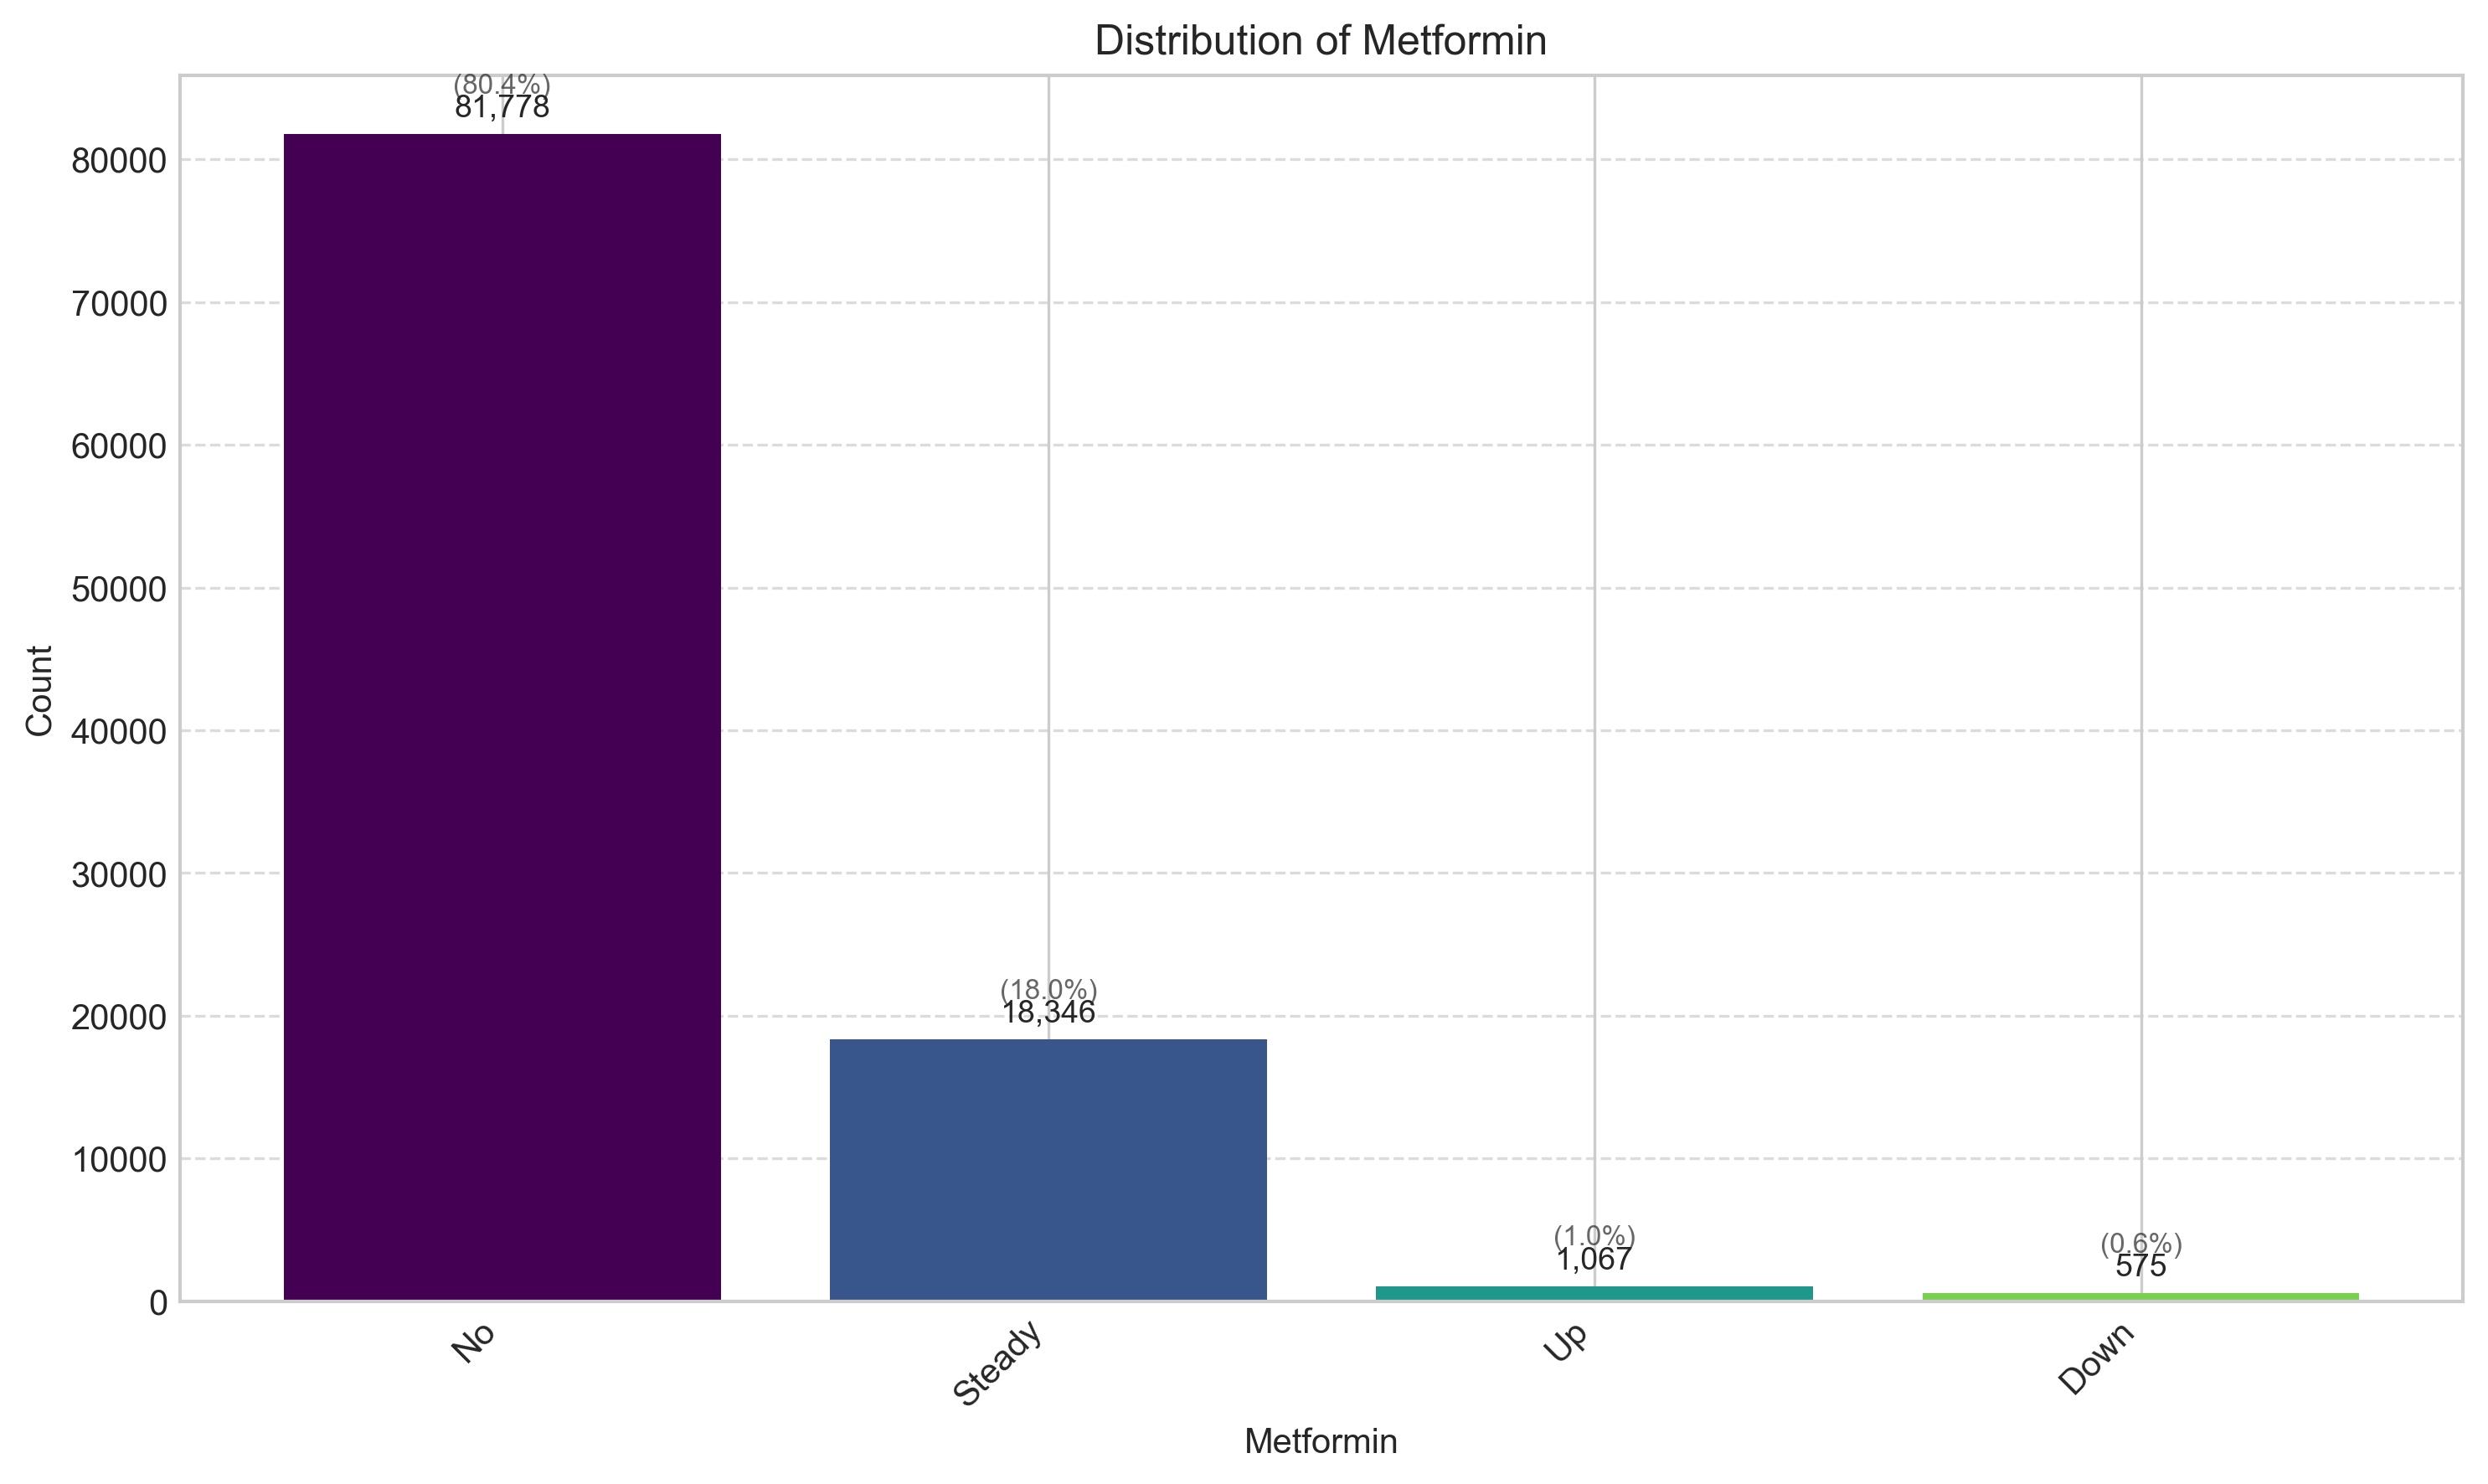 Distribution of Metformin
(80.4%)
81,778
80000
70000
60000
50000
40000
30000
20000
10000
0
Count
(18.0%)
18,346
(1.0%)
1,067
(0.6%)
575
No
Steady
Up
Down
Metformin